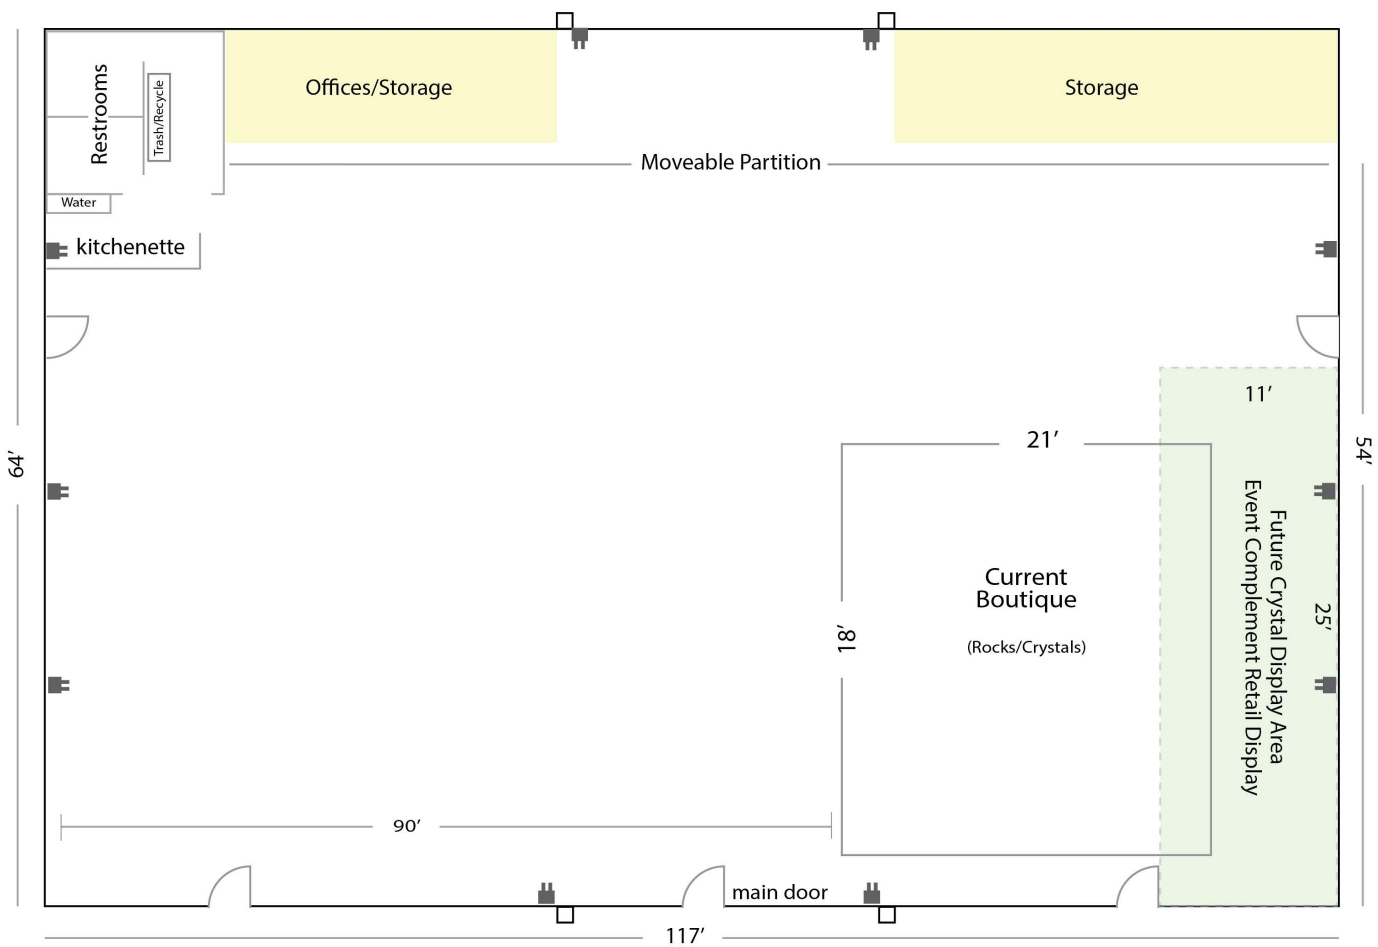 Restrooms
Trash/Recycle
Offices/Storage
Storage
Moveable Partition
Water
kitchenette
64’
54’
11’
21’
Future Crystal Display Area
Event Complement Retail Display
25’
Current
Boutique
(Rocks/Crystals)
18’
90’
main door
117’